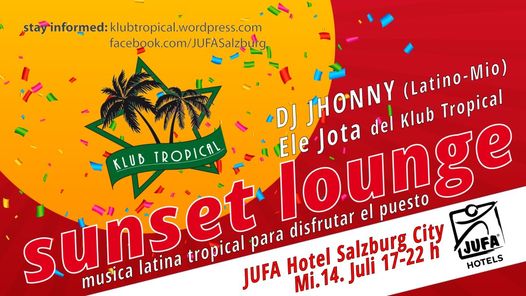 stay informed: klubtropical.wordpress.com
facebook.com/JUFASalzburg
DJ JHONNY (Latino-Mio)
Ele Jota del Klub Tropical
KLUB TROPICAL
sunset lounge
musica latina tropical para disfrutar el puesto
JUFA Hotel Salzburg City
Mi.14. Juli 17-22 h
JUFA®
HOTELS